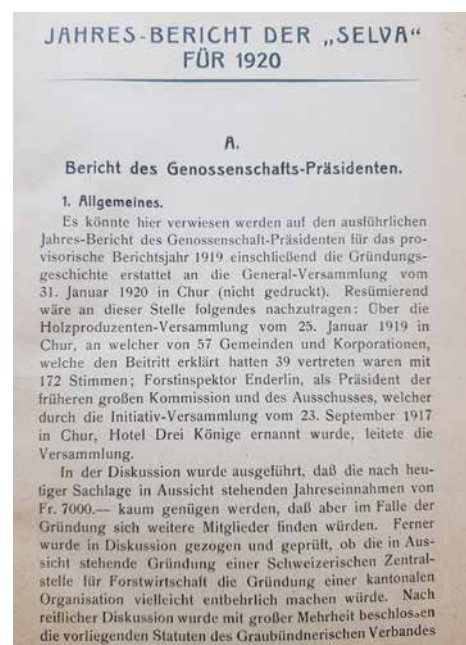 JAHRES-BERICHT DER „SELVA“
FÜR 1920
A.
Bericht des Genossenschafts-Präsidenten.
1. Allgemeines.
Es könnte hier verwiesen werden auf den ausführlichen
Jahres-Bericht des Genossenschaft-Präsidenten für das pro-
visorische Berichtsjahr 1919 einschließend die Gründungs-
geschichte erstattet an die General-Versammlung vom
31. Januar 1920 in Chur (nicht gedruckt). Resümierend
wäre an dieser Stelle folgendes nachzutragen: Über die
Holzproduzenten-Versammlung vom 25. Januar 1919 in
Chur, an welcher von 57 Gemeinden und Korporationen,
welche den Beitritt erklärt hatten 39 vertreten waren mit
172 Stimmen; Forstinspektor Enderlin, als Präsident der
früheren großen Kommission und des Ausschusses, welcher
durch die Initiativ-Versammlung vom 23. September 1917
in Chur, Hotel Drei Könige ernannt wurde, leitete die
Versammlung.
In der Diskussion wurde ausgeführt, daß die nach heu-
tiger Sachlage in Aussicht stehenden Jahreseinnahmen von
Fr. 7000.— kaum genügen werden, daß aber im Falle der
Gründung sich weitere Mitglieder finden würden. Ferner
wurde in Diskussion gezogen und geprüft, ob die in Aus-
sicht stehende Gründung einer Schweizerischen Zentral-
stelle für Forstwirtschaft die Gründung einer kantonalen
Organisation vielleicht entbehrlich machen würde. Nach
reiflicher Diskussion wurde mit großer Mehrheit beschlossen
die vorliegenden Statuten des Graubündnerischen Verbandes